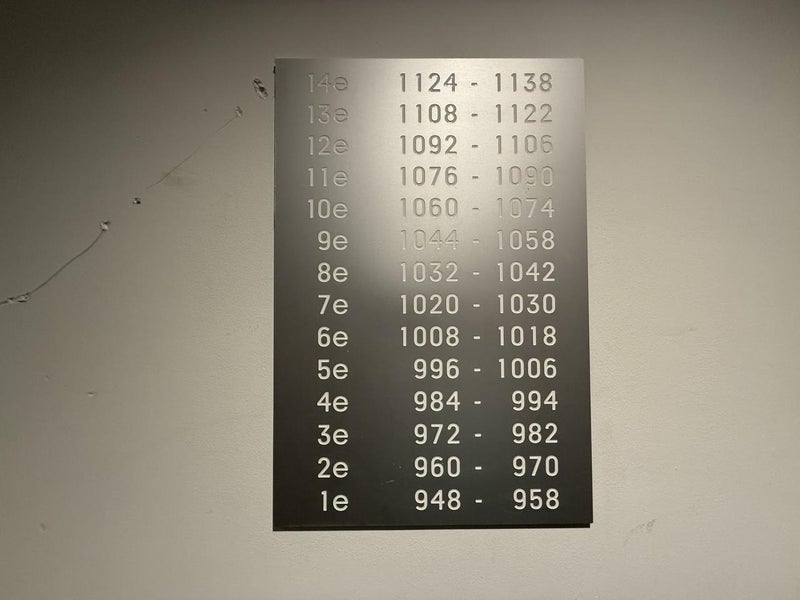 14e 1124 - 1138
13e 1108 - 1122
12e 1092 - 1106
11e 1076 - 1090
10e 1060 - 1074
9e 1044 - 1058
8e 1032 - 1042
7e 1020 - 1030
6e 1008 - 1018
5e 996 - 1006
4e 984 - 994
3e 972 - 982
2e 960 - 970
1e 948 - 958